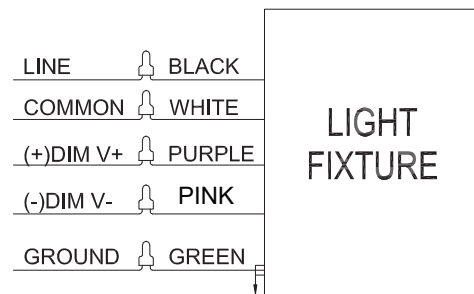 LINE BLACK
COMMON WHITE
(+)DIM V+ PURPLE
(-)DIM V- PINK
GROUND GREEN
LIGHT
FIXTURE